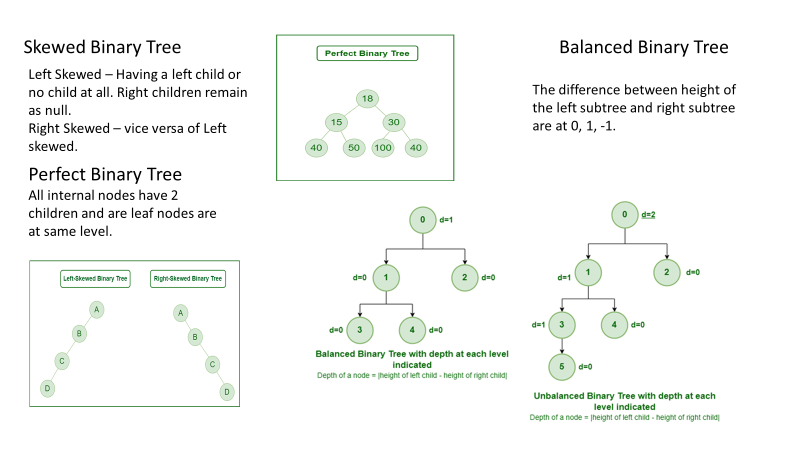 Skewed Binary Tree
Left Skewed – Having a left child or
no child at all. Right children remain
as null.
Right Skewed – vice versa of Left
skewed.
Perfect Binary Tree
All internal nodes have 2
children and are leaf nodes are
at same level.
Left-Skewed Binary Tree
Right-Skewed Binary Tree
A
B
C
D
A
B
C
D
Perfect Binary Tree
18
15 30
40 50 100 40
Balanced Binary Tree
The difference between height of
the left subtree and right subtree
are at 0, 1, -1.
0 d=1
d=0 1 2 d=0
d=0 3 4 d=0
Balanced Binary Tree with depth at each level
indicated
Depth of a node = |height of left child - height of right child|
0 d=2
d=1 1 2 d=0
d=1 3 4 d=0
5 d=0
Unbalanced Binary Tree with depth at each
level indicated
Depth of a node = |height of left child - height of right child|